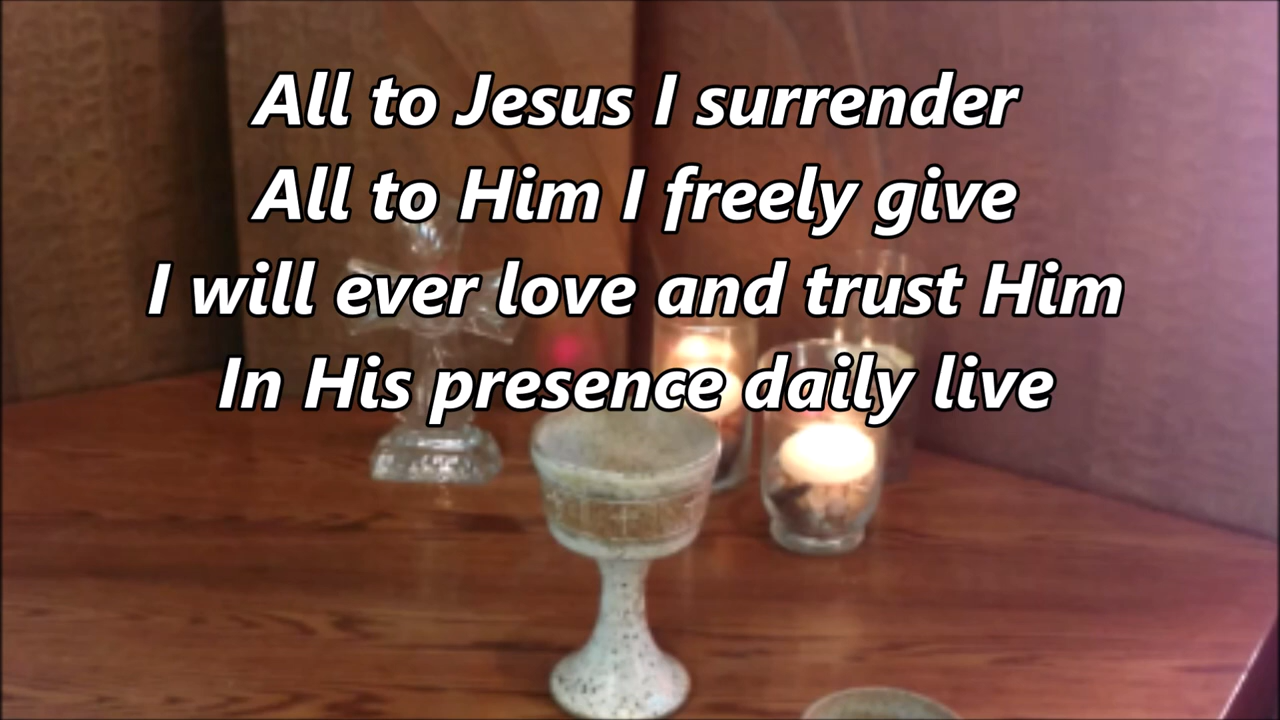 All to Jesus I surrender
All to Him I freely give
I will ever love and trust Him
In His presence daily live